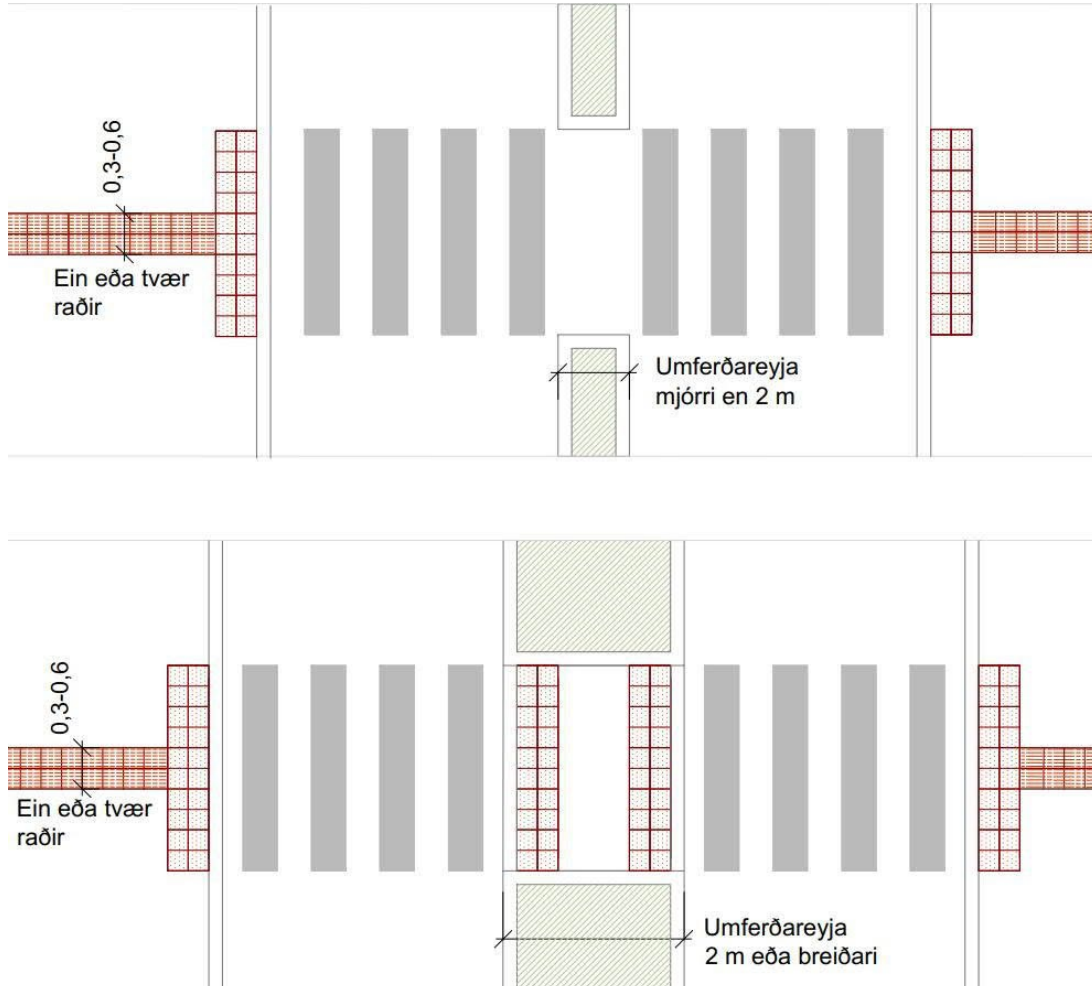 0,3-0,6
Ein eða tvær
raðir
Umferðareyja
mjórri en 2 m
0,3-0,6
Ein eða tvær
raðir
Umferðareyja
2 m eða breiðari